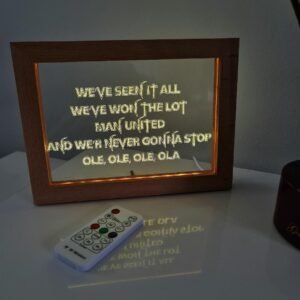 WE'VE SEEN IT ALL
WE'VE WON THE LOT
MAN UNITED
AND WE'R NEVER GONNA STOP
OLE, OLE, OLE, OLA